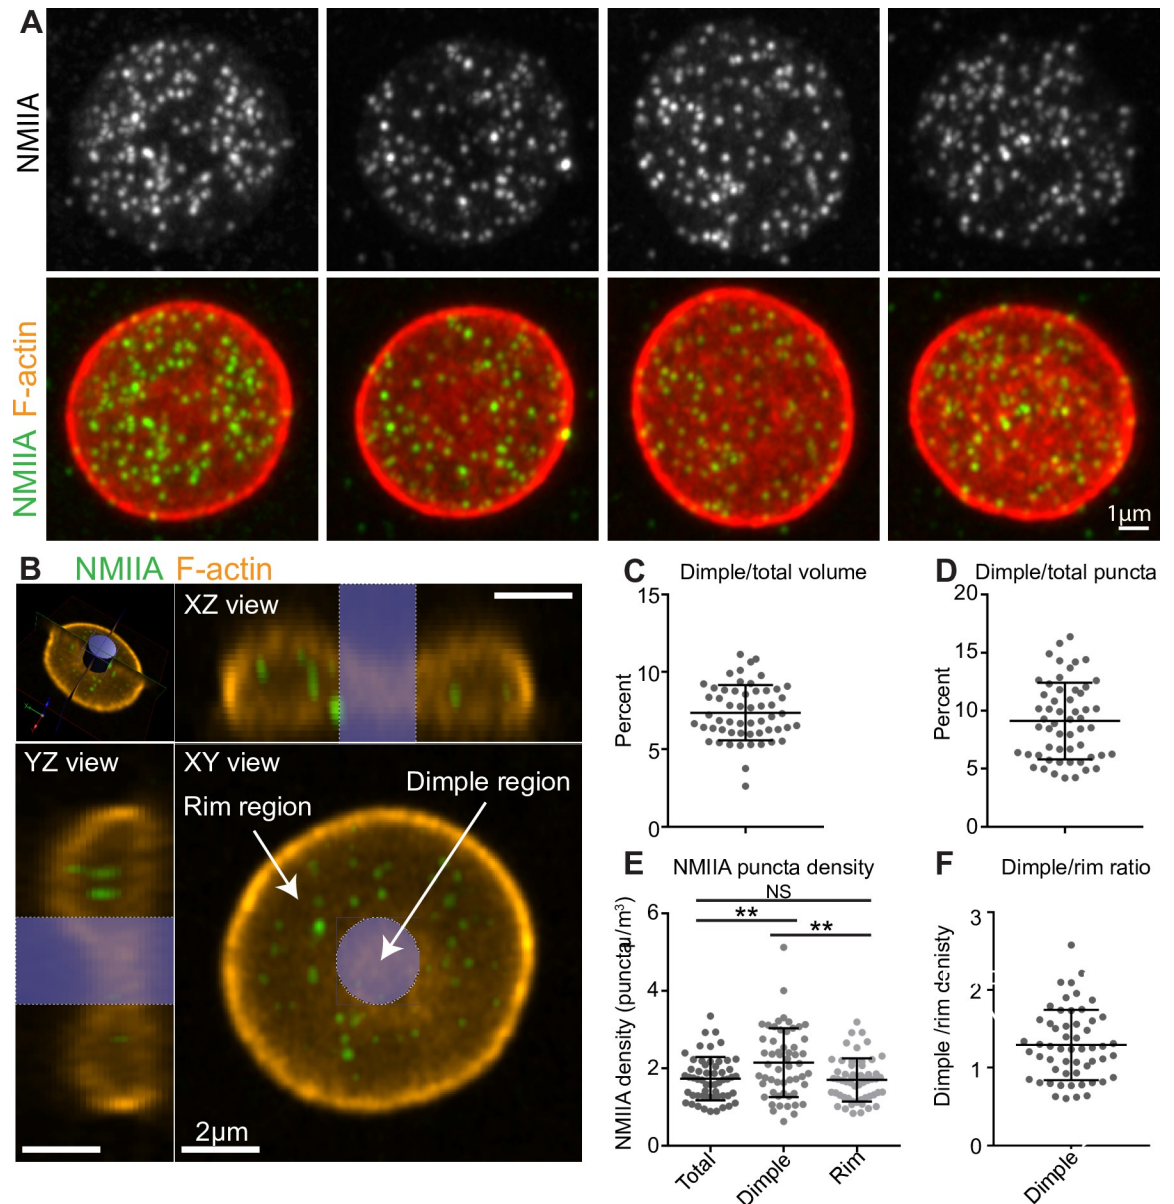 A
NMIIA
NMIIA F-actin
1μm
B NMIIA F-actin
XZ view
YZ view
XY view
Dimple region
Rim region
2μm
C Dimple/total volume
Percent
15
10
5
0
D Dimple/total puncta
Percent
20
15
10
5
0
E NMIIA puncta density
NS
** **
NMIIA density (puncta/m³)
6
4
2
0
Total Dimple Rim
F Dimple/rim ratio
Dimple /rim denisty
3
2
1
0
Dimple